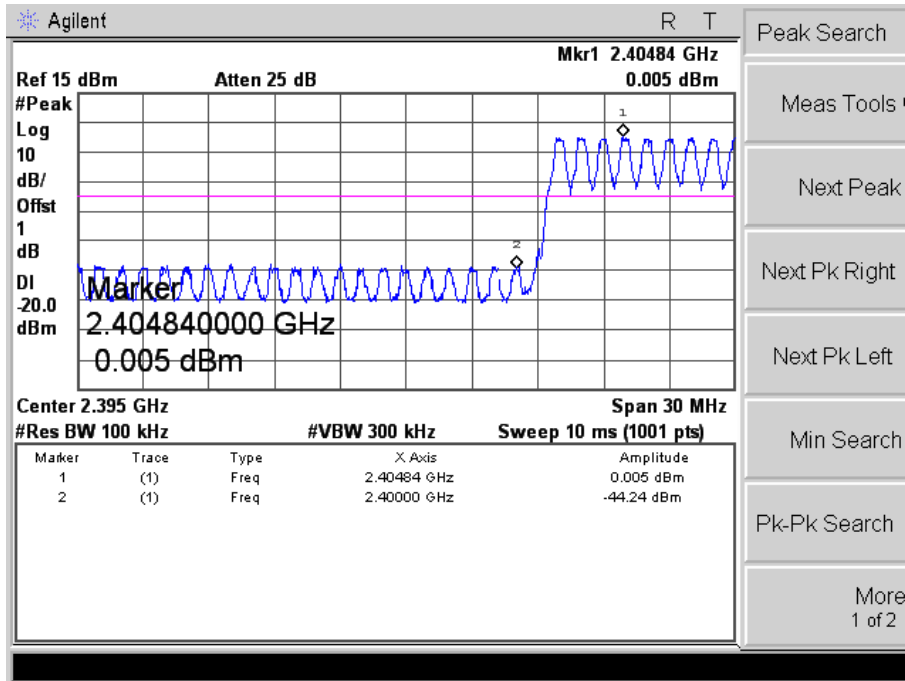 Agilent R T
Mkr1 2.40484 GHz
Ref 15 dBm Atten 25 dB 0.005 dBm
#Peak
Log
10
dB/
Offst
1
dB
DI
-20.0
dBm
1
2
Marker
2.404840000 GHz
0.005 dBm
Center 2.395 GHz Span 30 MHz
#Res BW 100 kHz #VBW 300 kHz Sweep 10 ms (1001 pts)
Marker Trace Type X Axis Amplitude
1 (1) Freq 2.40484 GHz 0.005 dBm
2 (1) Freq 2.40000 GHz -44.24 dBm
Peak Search
Meas Tools
Next Peak
Next Pk Right
Next Pk Left
Min Search
Pk-Pk Search
More
1 of 2